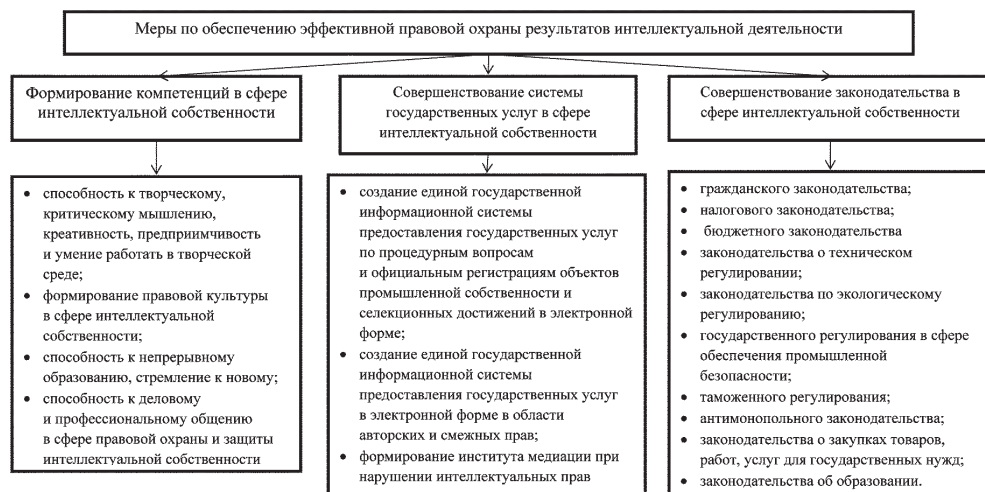 Меры по обеспечению эффективной правовой охраны результатов интеллектуальной деятельности
Формирование компетенций в сфере
интеллектуальной собственности
Совершенствование системы
государственных услуг в сфере
интеллектуальной собственности
Совершенствование законодательства в
сфере интеллектуальной собственности
• способность к творческому,
критическому мышлению,
креативность, предприимчивость
и умение работать в творческой
среде;
• формирование правовой культуры
в сфере интеллектуальной
собственности;
• способность к непрерывному
образованию, стремление к новому;
• способность к деловому
и профессиональному общению
в сфере правовой охраны и защиты
интеллектуальной собственности
• создание единой государственной
информационной системы
предоставления государственных услуг
по процедурным вопросам
и официальным регистрациям объектов
промышленной собственности и
селекционных достижений в электронной
форме;
• создание единой государственной
информационной системы
предоставления государственных услуг
в электронной форме в области
авторских и смежных прав;
• формирование института медиации при
нарушении интеллектуальных прав
• гражданского законодательства;
• налогового законодательства;
• бюджетного законодательства
• законодательства о техническом
регулировании;
• законодательства по экологическому
регулированию;
• государственного регулирования в сфере
обеспечения промышленной
безопасности;
• таможенного регулирования;
• антимонопольного законодательства;
• законодательства о закупках товаров,
работ, услуг для государственных нужд;
• законодательства об образовании.